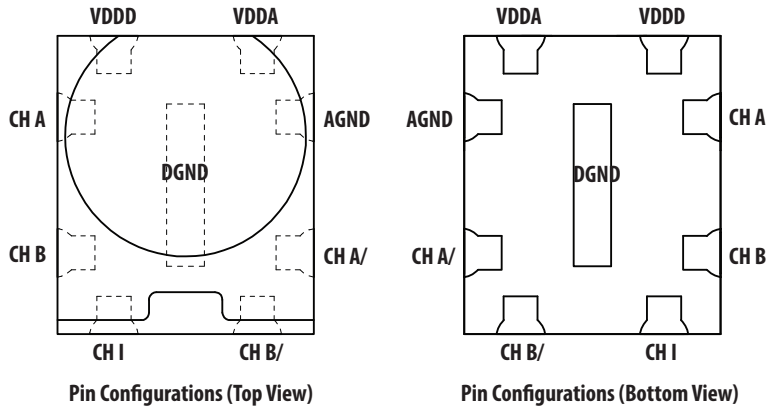 VDDD VDDA
CH A AGND
DGND
CH B CH A/
CH I CH B/
Pin Configurations (Top View)
VDDA VDDD
AGND CH A
DGND
CH A/ CH B
CH B/ CH I
Pin Configurations (Bottom View)